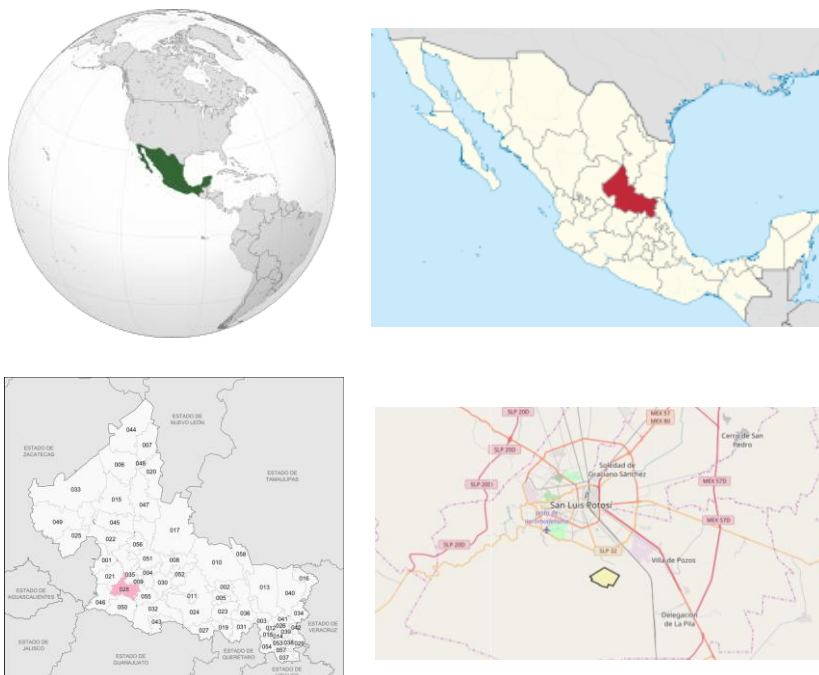 ESTADO DE
NUEVO LEÓN
ESTADO DE
ZACATECAS
ESTADO DE
TAMAULIPAS
044
007
006
048
020
033
015
047
049
045
017
025
022
056
058
001
051
008
010
021
035
004
052
016
009
030
002
013
028
040
055
011
005
046
050
032
024
023
036
034
003
041
043
027
019
031
042
037
ESTADO DE
AGUASCALIENTES
ESTADO DE
VERACRUZ
ESTADO DE
JALISCO
ESTADO DE
GUANAJUATO
ESTADO DE
QUERÉTARO
SLP 20D
MEX 57
MEX 80
SLP 20D
Cerro de San
Pedro
Soledad de
Graciano Sánchez
SLP 20D
MEX 57D
San Luis Potosí
MEX 57D
SLP 20D
SLP 32
Villa de Pozos
Delegación
De La Pila